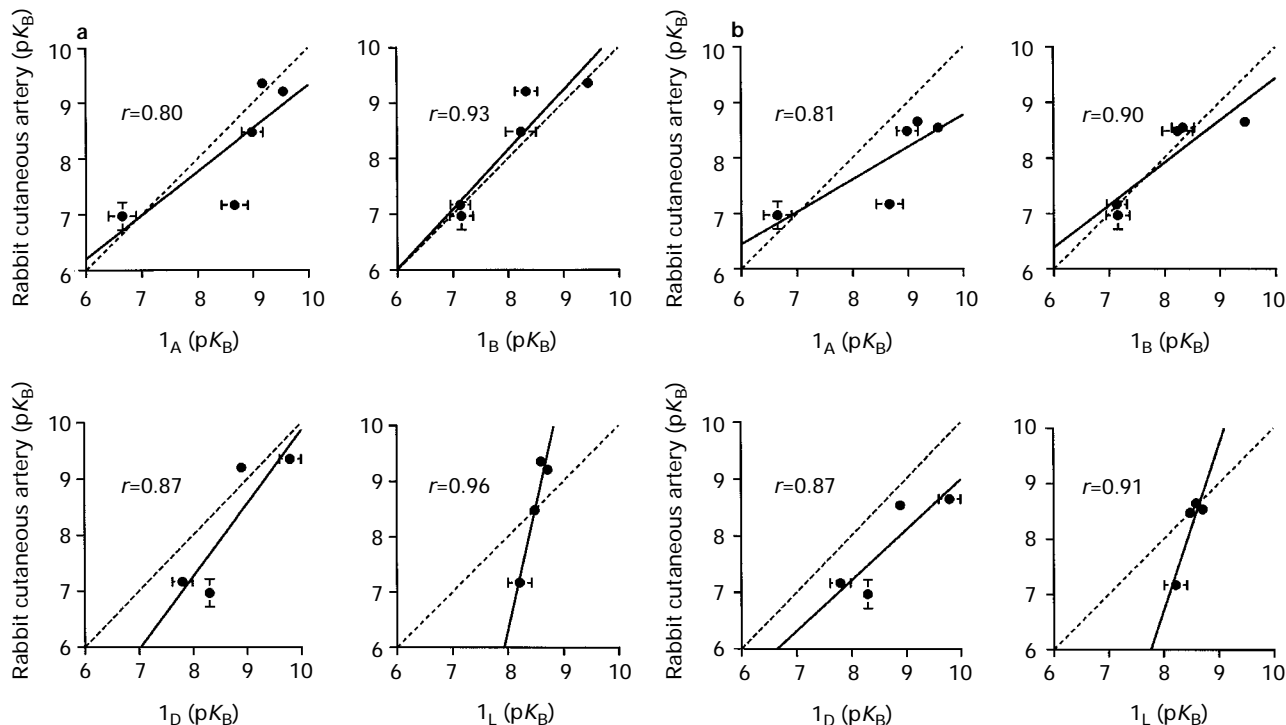 a
Rabbit cutaneous artery (pK_B)
10
9
8
7
6
r=0.80
6 7 8 9 10
1_A (pK_B)
10
9
8
7
6
r=0.93
6 7 8 9 10
1_B (pK_B)
b
Rabbit cutaneous artery (pK_B)
10
9
8
7
6
r=0.81
6 7 8 9 10
1_A (pK_B)
10
9
8
7
6
r=0.90
6 7 8 9 10
1_B (pK_B)
Rabbit cutaneous artery (pK_B)
10
9
8
7
6
r=0.87
6 7 8 9 10
1_D (pK_B)
10
9
8
7
6
r=0.96
6 7 8 9 10
1_L (pK_B)
Rabbit cutaneous artery (pK_B)
10
9
8
7
6
r=0.87
6 7 8 9 10
1_D (pK_B)
10
9
8
7
6
r=0.91
6 7 8 9 10
1_L (pK_B)